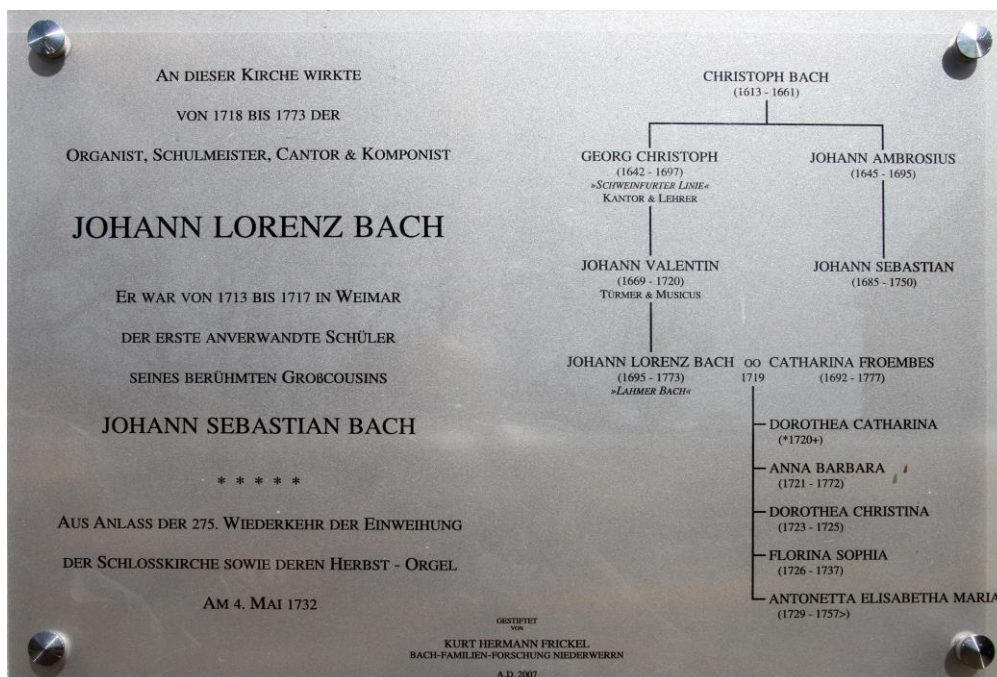 AN DIESER KIRCHE WIRKTE
VON 1718 BIS 1773 DER
ORGANIST, SCHULMEISTER, CANTOR & KOMPONIST
JOHANN LORENZ BACH
ER WAR VON 1713 BIS 1717 IN WEIMAR
DER ERSTE ANVERWANDTE SCHÜLER
SEINES BERÜHMTEN GROßCOUSINS
JOHANN SEBASTIAN BACH
* * * * *
AUS ANLASS DER 275. WIEDERKEHR DER EINWEIHUNG
DER SCHLOSSKIRCHE SOWIE DEREN HERBST - ORGEL
AM 4. MAI 1732
CHRISTOPH BACH
(1613 - 1661)
GEORG CHRISTOPH
(1642 - 1697)
»SCHWEINFURTER LINIE«
KANTOR & LEHRER
JOHANN AMBROSIUS
(1645 - 1695)
JOHANN VALENTIN
(1669 - 1720)
TÜRMER & MUSICUS
JOHANN SEBASTIAN
(1685 - 1750)
JOHANN LORENZ BACH OO CATHARINA FROEMBES
(1695 - 1773) 1719 (1692 - 1777)
»LAHMER BACH«
DOROTHEA CATHARINA
(*1720+)
ANNA BARBARA
(1721 - 1772)
DOROTHEA CHRISTINA
(1723 - 1725)
FLORINA SOPHIA
(1726 - 1737)
ANTONETTA ELISABETHA MARIA
(1729 - 1757>)
GESTIFTET
VON
KURT HERMANN FRICKEL
BACH-FAMILIEN-FORSCHUNG NIEDERWERRN
A.D. 2007